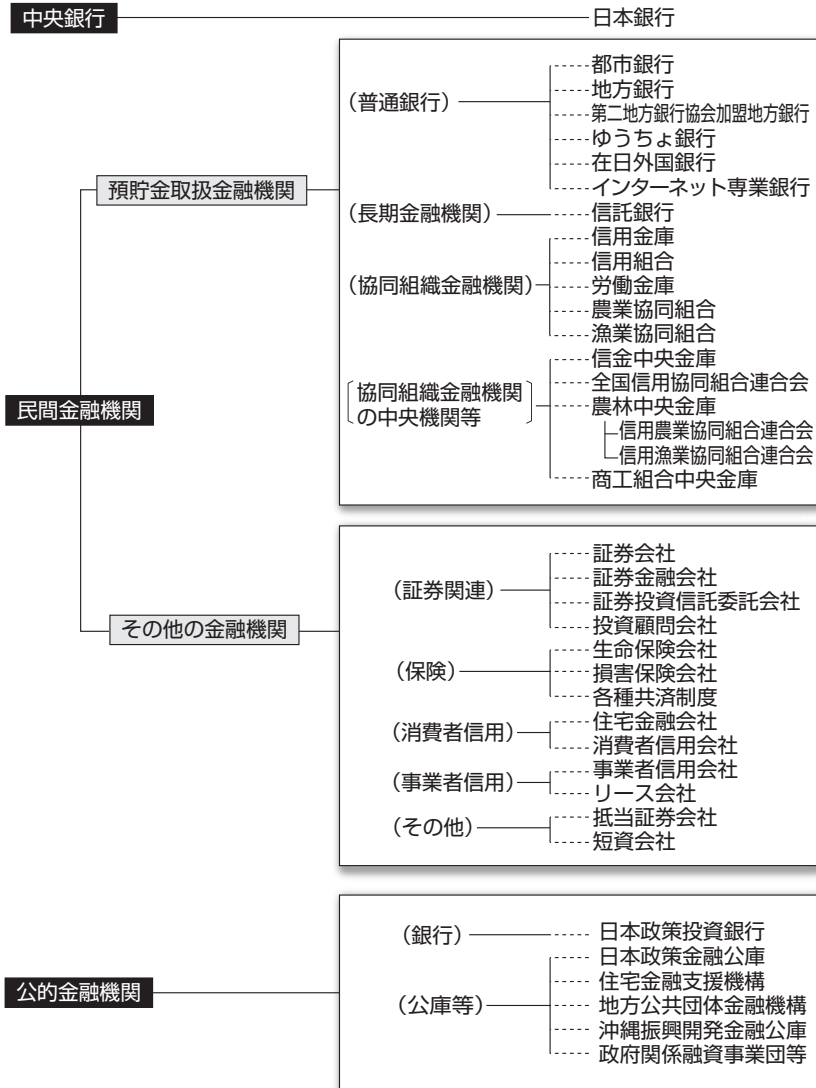 中央銀行
日本銀行
民間金融機関
預貯金取扱金融機関
（普通銀行）
都市銀行
地方銀行
第二地方銀行協会加盟地方銀行
ゆうちょ銀行
在日外国銀行
インターネット専業銀行
（長期金融機関）
信託銀行
（協同組織金融機関）
信用金庫
信用組合
労働金庫
農業協同組合
漁業協同組合
〔協同組織金融機関
の中央機関等〕
信金中央金庫
全国信用協同組合連合会
農林中央金庫
信用農業協同組合連合会
信用漁業協同組合連合会
商工組合中央金庫
その他の金融機関
（証券関連）
証券会社
証券金融会社
証券投資信託委託会社
投資顧問会社
（保険）
生命保険会社
損害保険会社
各種共済制度
（消費者信用）
住宅金融会社
消費者信用会社
（事業者信用）
事業者信用会社
リース会社
（その他）
抵当証券会社
短資会社
公的金融機関
（銀行）
日本政策投資銀行
（公庫等）
日本政策金融公庫
住宅金融支援機構
地方公共団体金融機構
沖縄振興開発金融公庫
政府関係融資事業団等